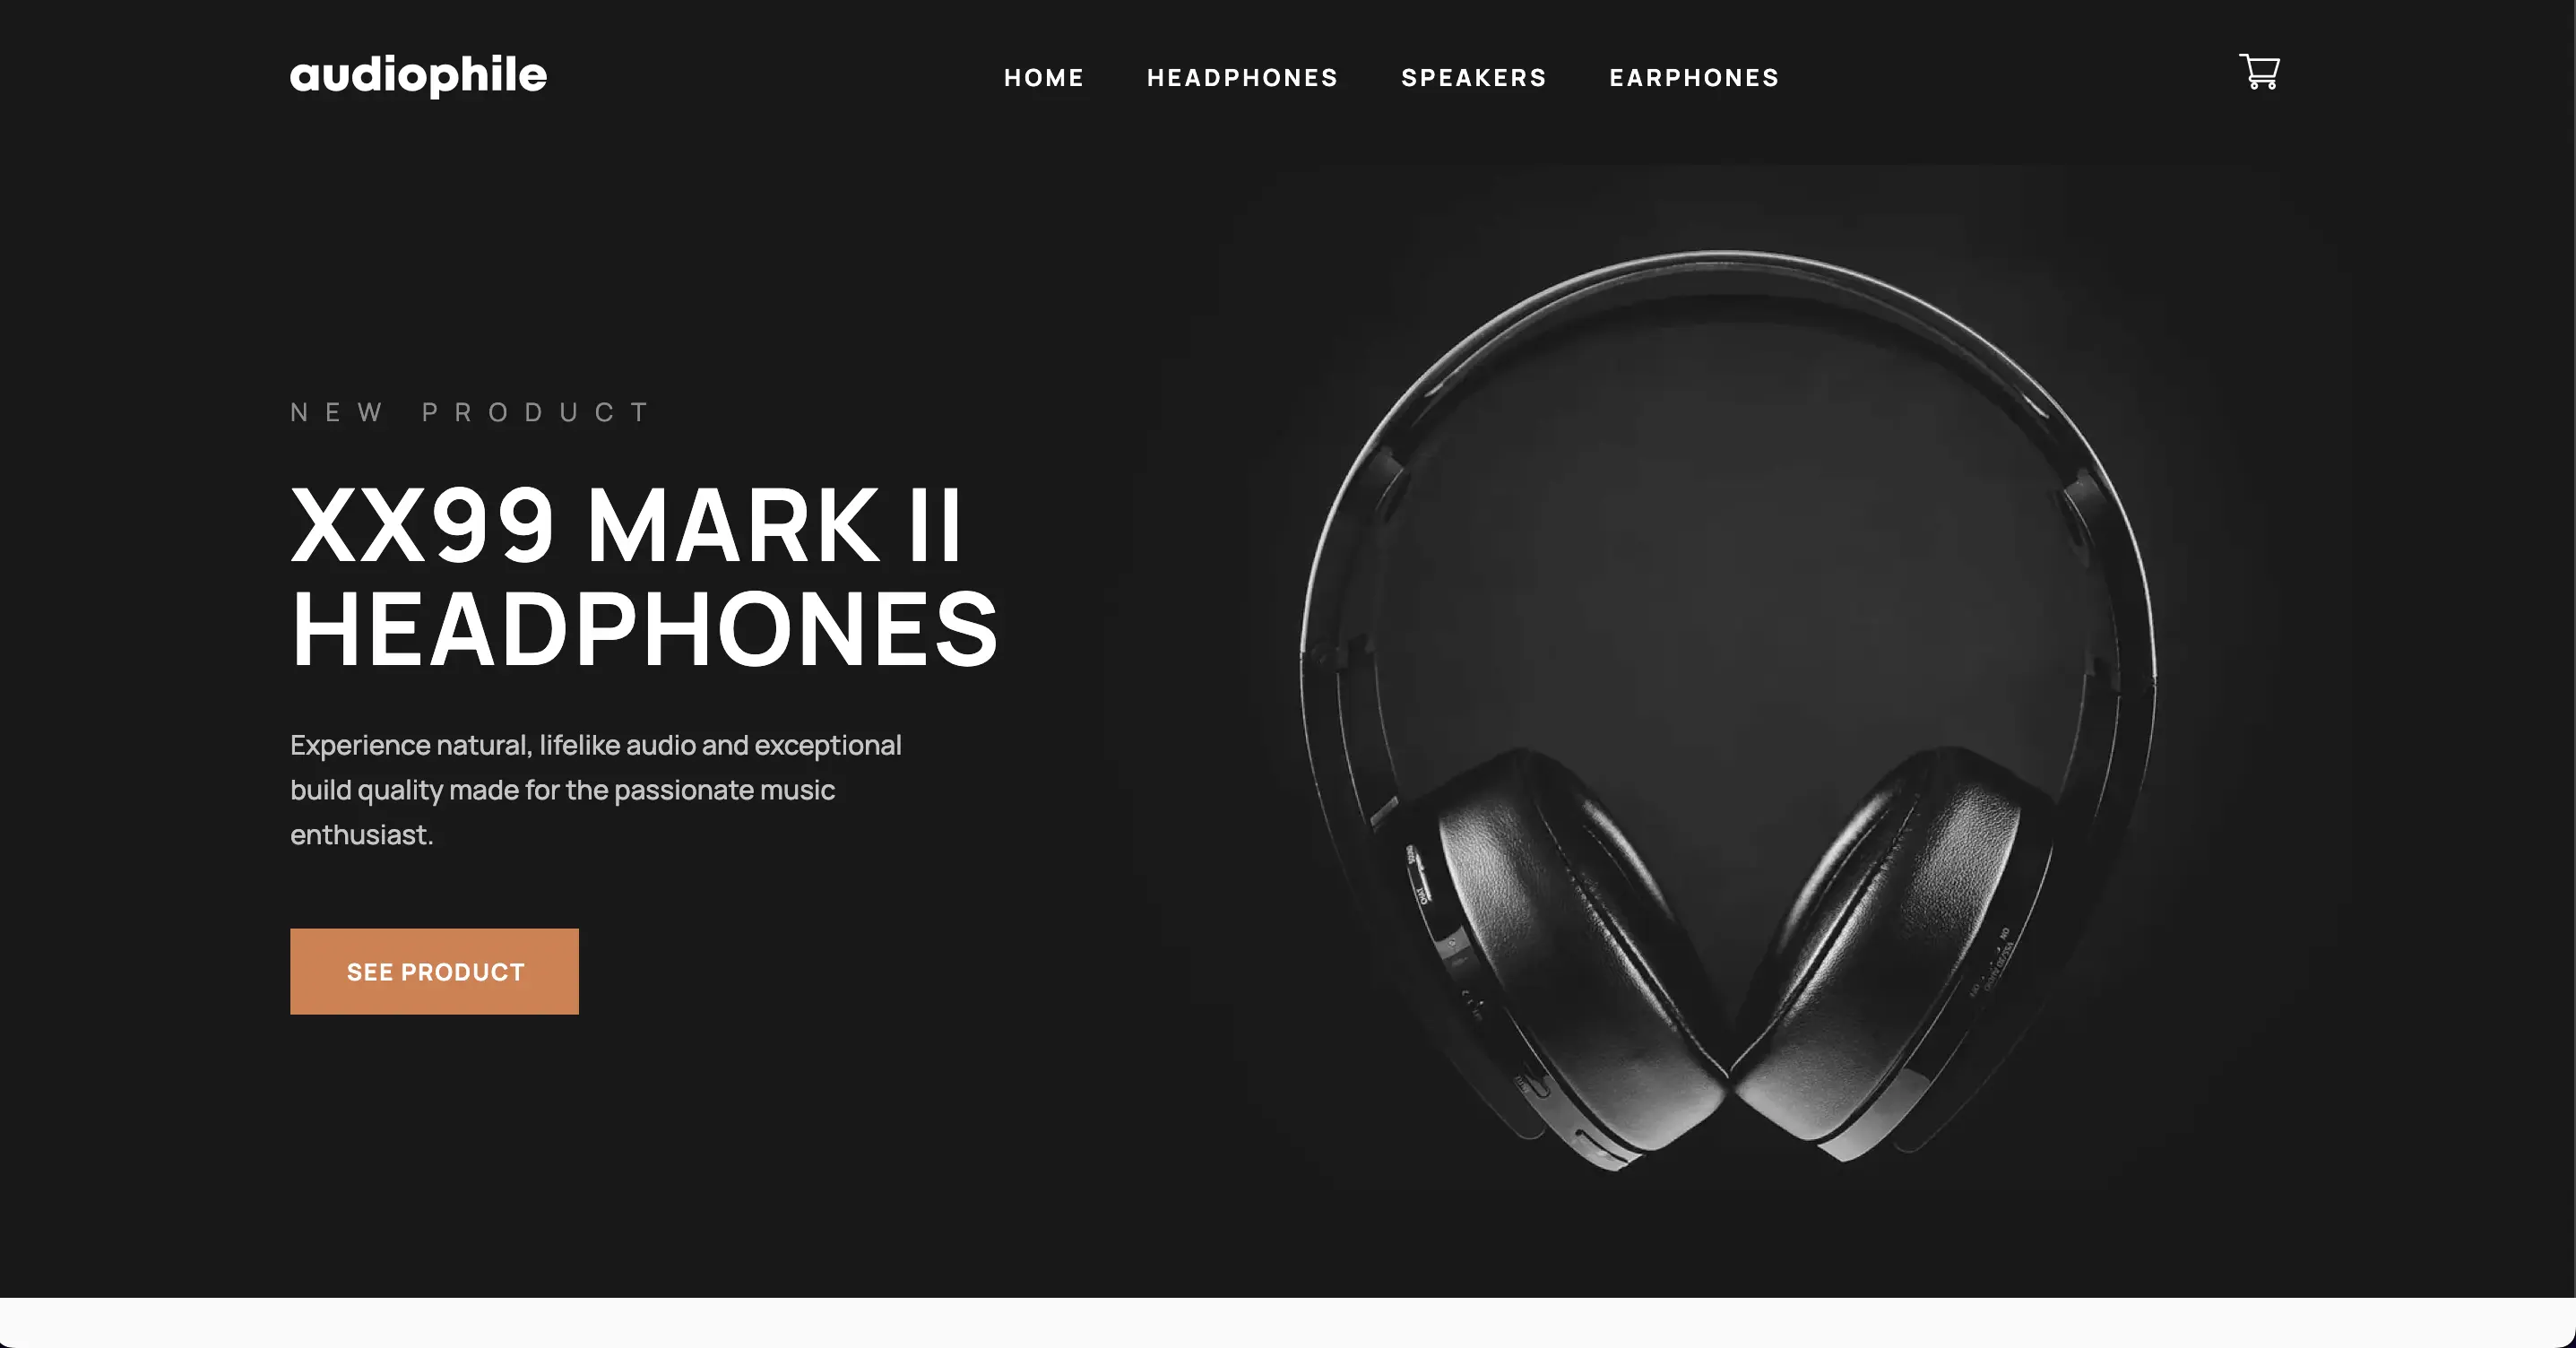 audiophile
HOME HEADPHONES SPEAKERS EARPHONES
NEW PRODUCT
XX99 MARK II
HEADPHONES
Experience natural, lifelike audio and exceptional
build quality made for the passionate music
enthusiast.
SEE PRODUCT
CHAT